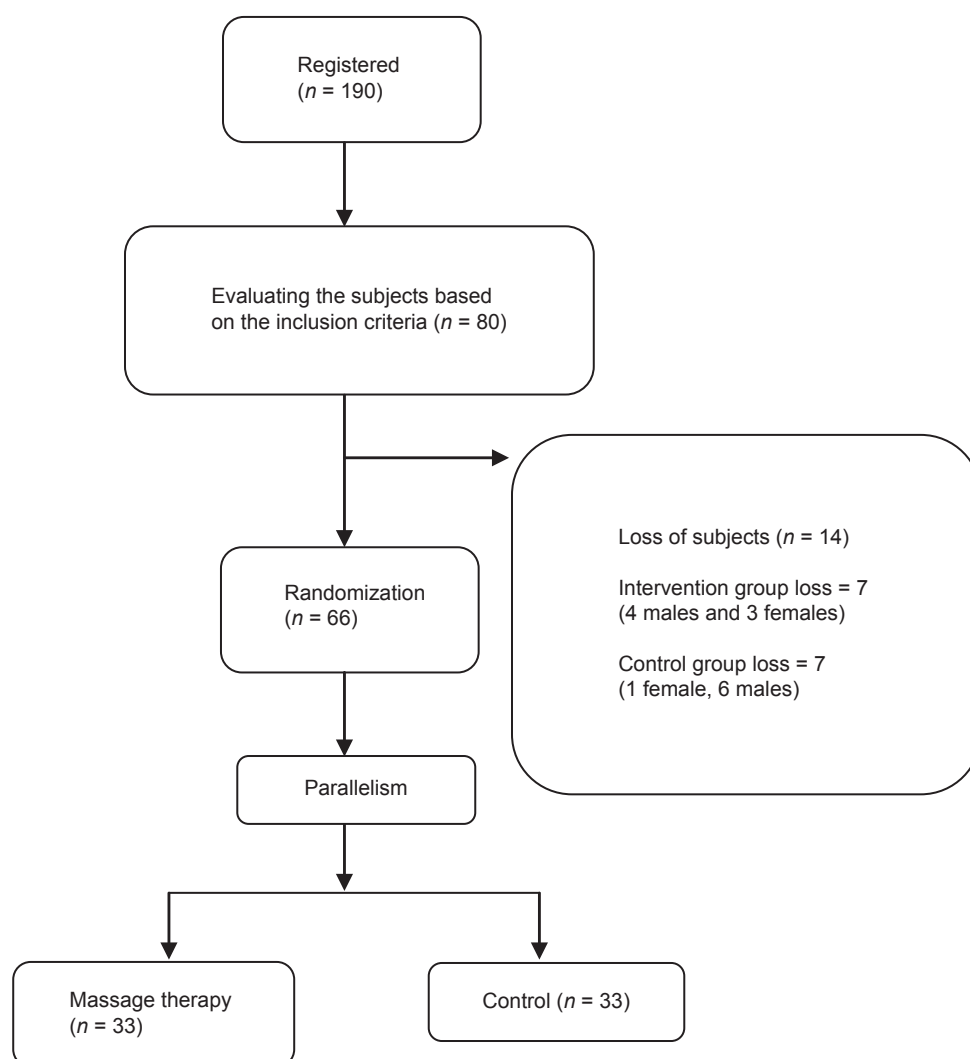 Registered
(n = 190)
Evaluating the subjects based
on the inclusion criteria (n = 80)
Loss of subjects (n = 14)
Intervention group loss = 7
(4 males and 3 females)
Control group loss = 7
(1 female, 6 males)
Randomization
(n = 66)
Parallelism
Massage therapy
(n = 33)
Control (n = 33)